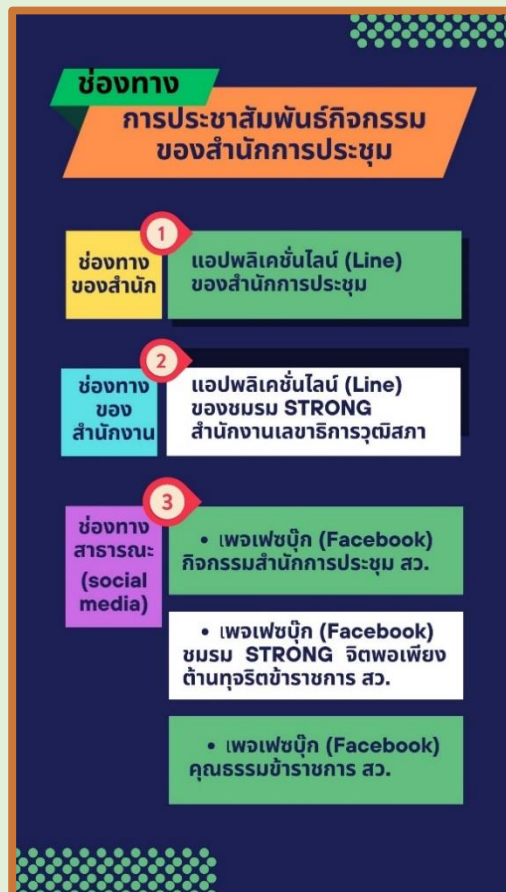 ช่องทาง
การประชาสัมพันธ์กิจกรรม
ของสำนักการประชุม
1
ช่องทาง
ของสำนัก
แอปพลิเคชั่นไลน์ (Line)
ของสำนักการประชุม
2
ช่องทาง
ของ
สำนักงาน
แอปพลิเคชั่นไลน์ (Line)
ของชมรม STRONG
สำนักงานเลขาธิการวุฒิสภา
3
ช่องทาง
สาธารณะ
(social
media)
• เพจเฟซบุ๊ก (Facebook)
กิจกรรมสำนักการประชุม สว.
• เพจเฟซบุ๊ก (Facebook)
ชมรม STRONG จิตพอเพียง
ต้านทุจริตข้าราชการ สว.
• เพจเฟซบุ๊ก (Facebook)
คุณธรรมข้าราชการ สว.